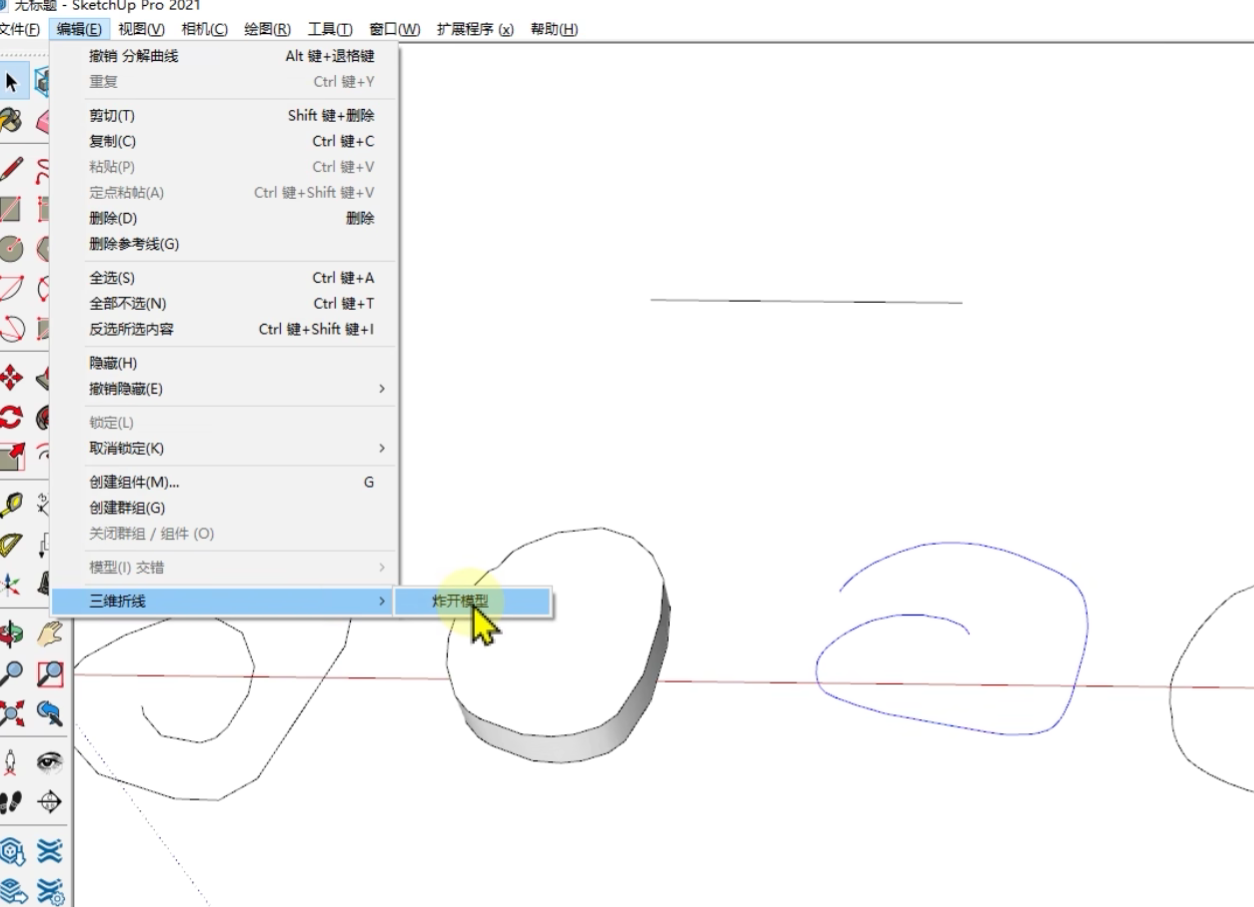 无标题 - SketchUp Pro 2021
文件(F) 编辑(E) 视图(V) 相机(C) 绘图(R) 工具(T) 窗口(W) 扩展程序 (x) 帮助(H)
撤销 分解曲线 Alt 键+退格键
重复 Ctrl 键+Y
剪切(T) Shift 键+删除
复制(C) Ctrl 键+C
粘贴(P) Ctrl 键+V
定点粘帖(A) Ctrl 键+Shift 键+V
删除(D) 删除
删除参考线(G)
全选(S) Ctrl 键+A
全部不选(N) Ctrl 键+T
反选所选内容 Ctrl 键+Shift 键+I
隐藏(H)
撤销隐藏(E)
锁定(L)
取消锁定(K)
创建组件(M)... G
创建群组(G)
关闭群组 / 组件 (O)
模型(I) 交错
三维折线 炸开模型